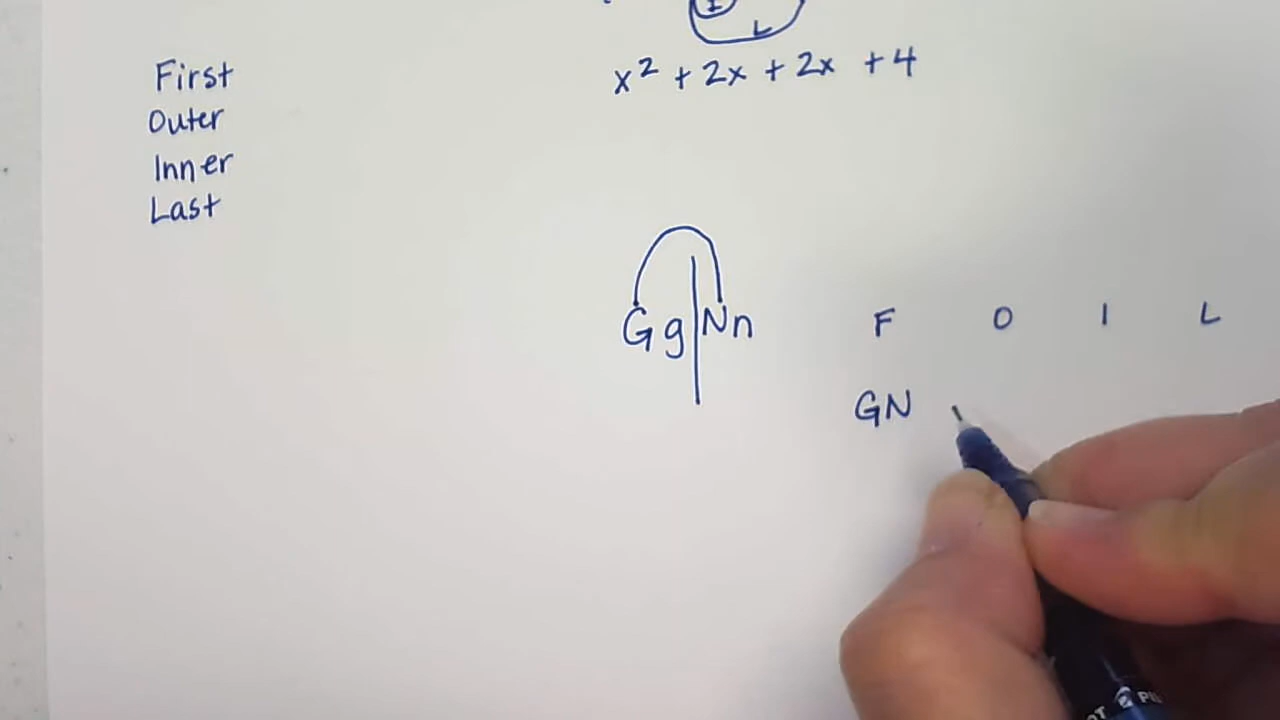 I
L
x² + 2x + 2x + 4
First
Outer
Inner
Last
Gg|Nn
F O I L
GN